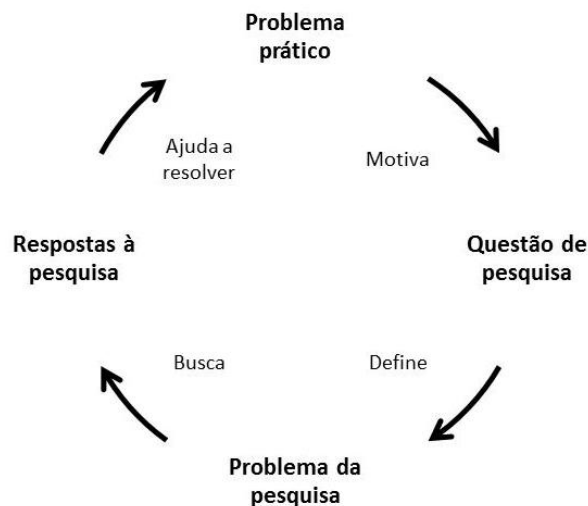 Problema
prático
Ajuda a
resolver
Motiva
Respostas à
pesquisa
Questão de
pesquisa
Busca
Define
Problema da
pesquisa